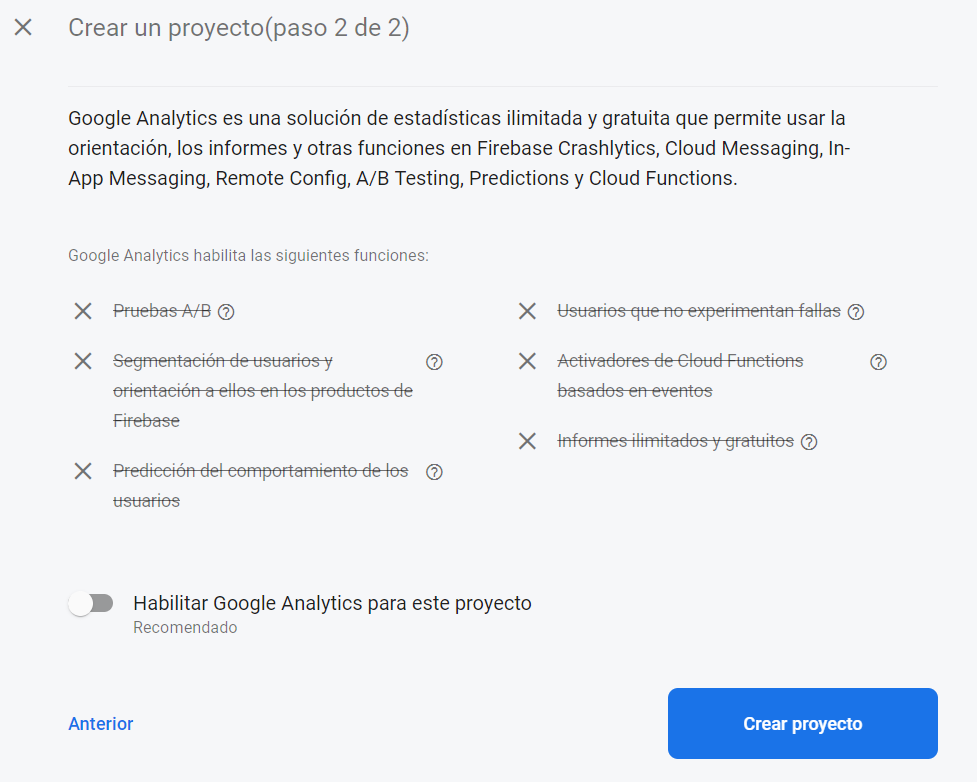 Crear un proyecto(paso 2 de 2)
Google Analytics es una solución de estadísticas ilimitada y gratuita que permite usar la
orientación, los informes y otras funciones en Firebase Crashlytics, Cloud Messaging, In-
App Messaging, Remote Config, A/B Testing, Predictions y Cloud Functions.
Google Analytics habilita las siguientes funciones:
Pruebas A/B
Segmentación de usuarios y
orientación a ellos en los productos de
Firebase
Predicción del comportamiento de los
usuarios
Usuarios que no experimentan fallas
Activadores de Cloud Functions
basados en eventos
Informes ilimitados y gratuitos
Habilitar Google Analytics para este proyecto
Recomendado
Anterior
Crear proyecto